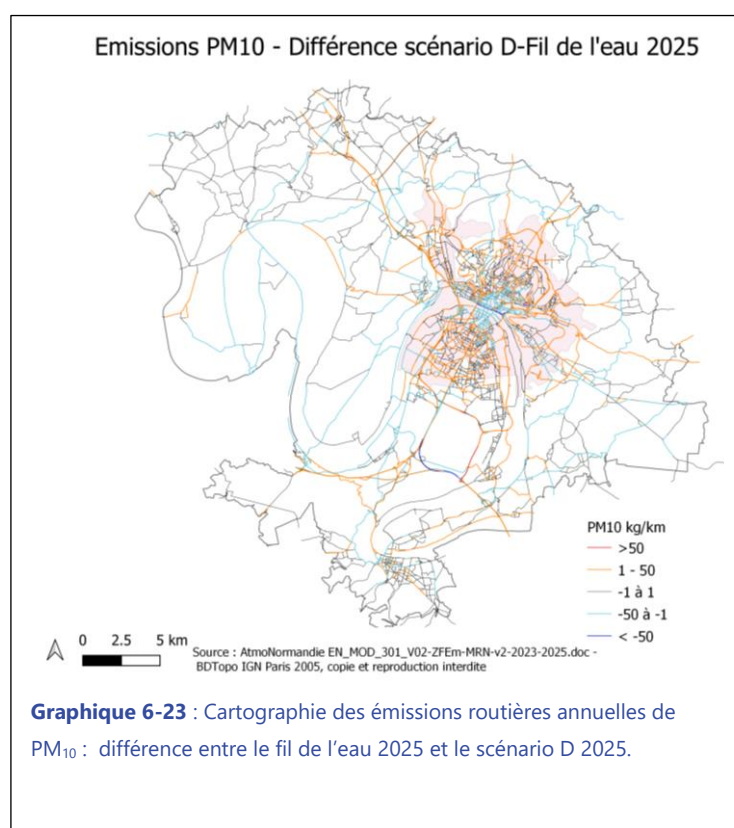 Emissions PM10 - Différence scénario D-Fil de l'eau 2025
PM10 kg/km
>50
1 - 50
-1 à 1
-50 à -1
< -50
0 2.5 5 km
Source : AtmoNormandie EN_MOD_301_V02-ZFEm-MRN-v2-2023-2025.doc -
BDTopo IGN Paris 2005, copie et reproduction interdite
Graphique 6-23 : Cartographie des émissions routières annuelles de
PM₁₀ : différence entre le fil de l’eau 2025 et le scénario D 2025.